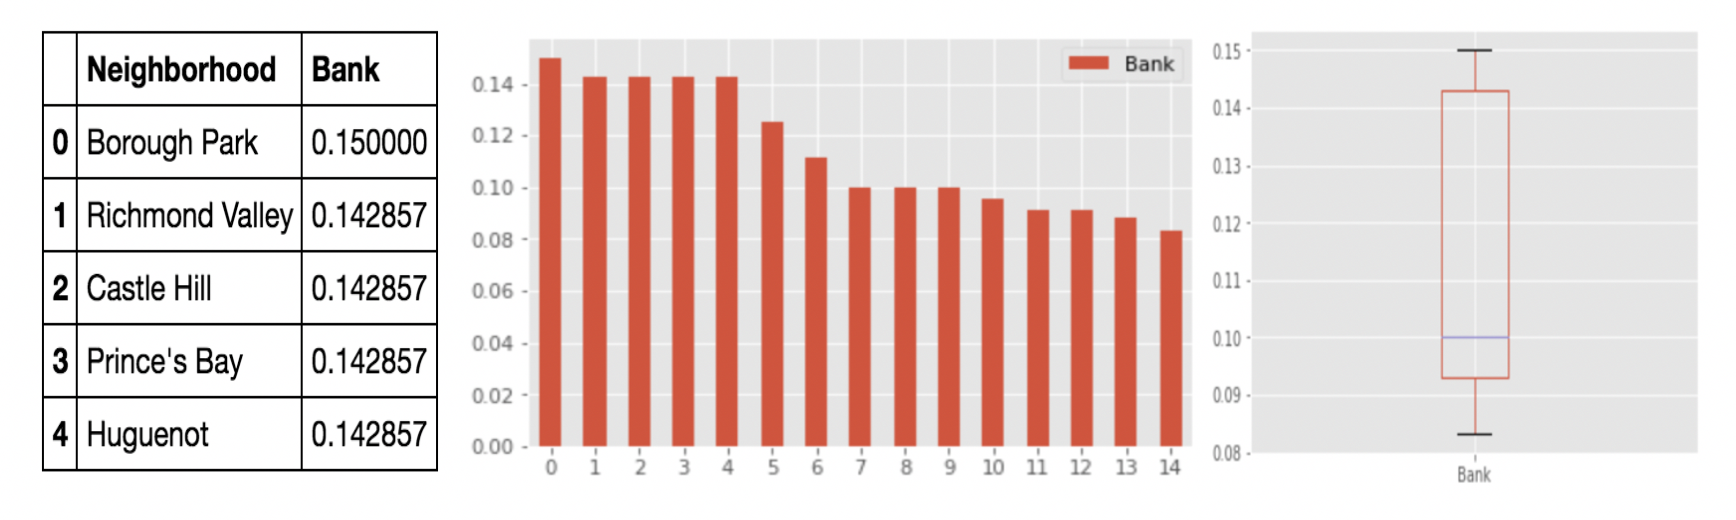 Neighborhood Bank
0 Borough Park 0.150000
1 Richmond Valley 0.142857
2 Castle Hill 0.142857
3 Prince's Bay 0.142857
4 Huguenot 0.142857
Bank
0.14
0.12
0.10
0.08
0.06
0.04
0.02
0.00
0 1 2 3 4 5 6 7 8 9 10 11 12 13 14
0.15
0.14
0.13
0.12
0.11
0.10
0.09
0.08
Bank